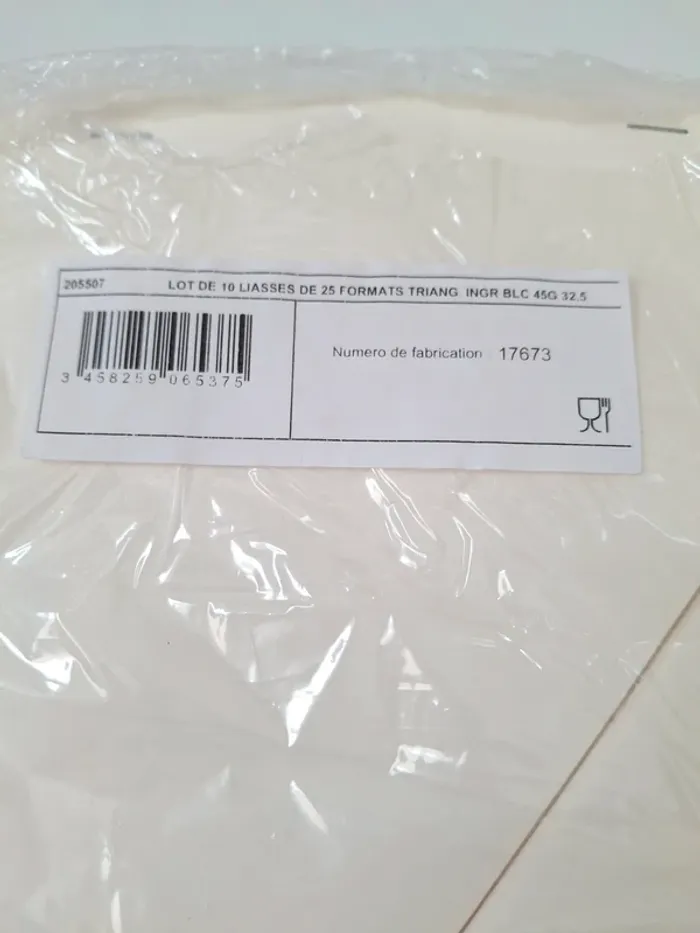 205507 LOT DE 10 LIASSES DE 25 FORMATS TRIANG INGR BLC 45G 32,5
Numero de fabrication 17673
3 458259 065375